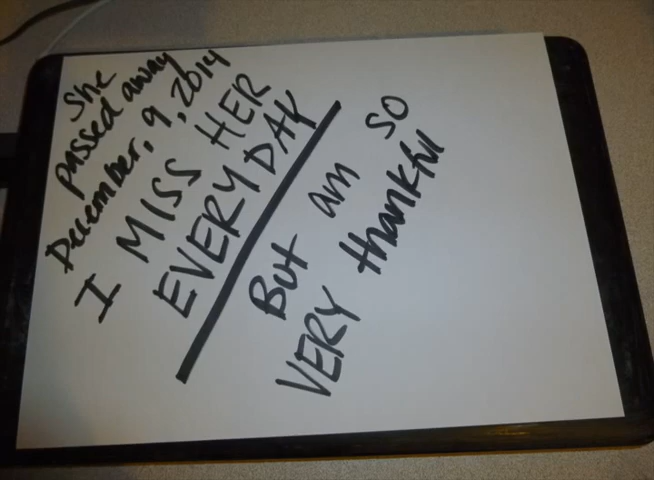 She
passed away
December, 9, 2014
I MISS HER
EVERYDAY
But am so
VERY thankful